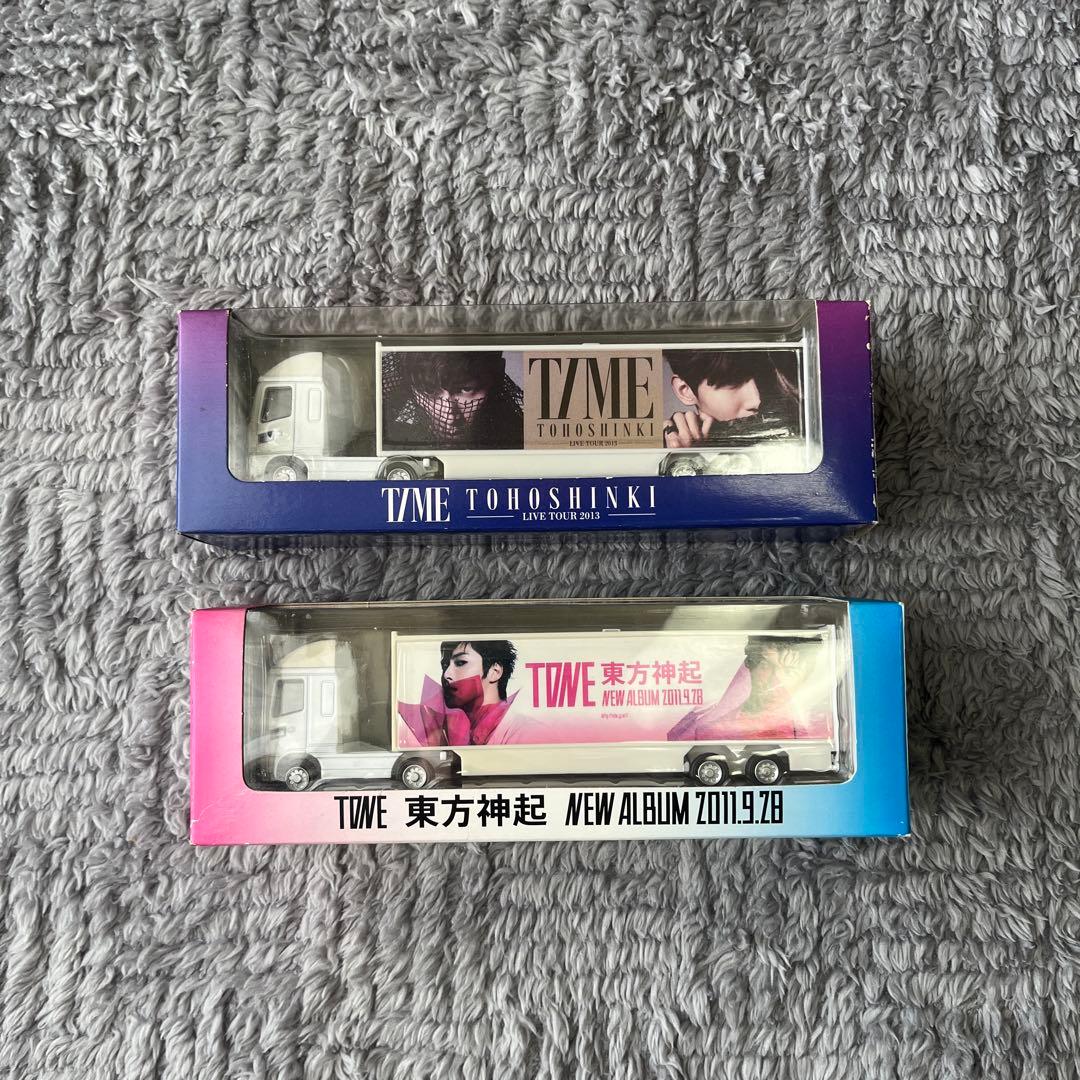 TIME
TOHOSHINKI
LIVE TOUR 2013
TIME TOHOSHINKI
LIVE TOUR 2013
TONE 東方神起
NEW ALBUM 2011.9.28
TONE 東方神起 NEW ALBUM 2011.9.28